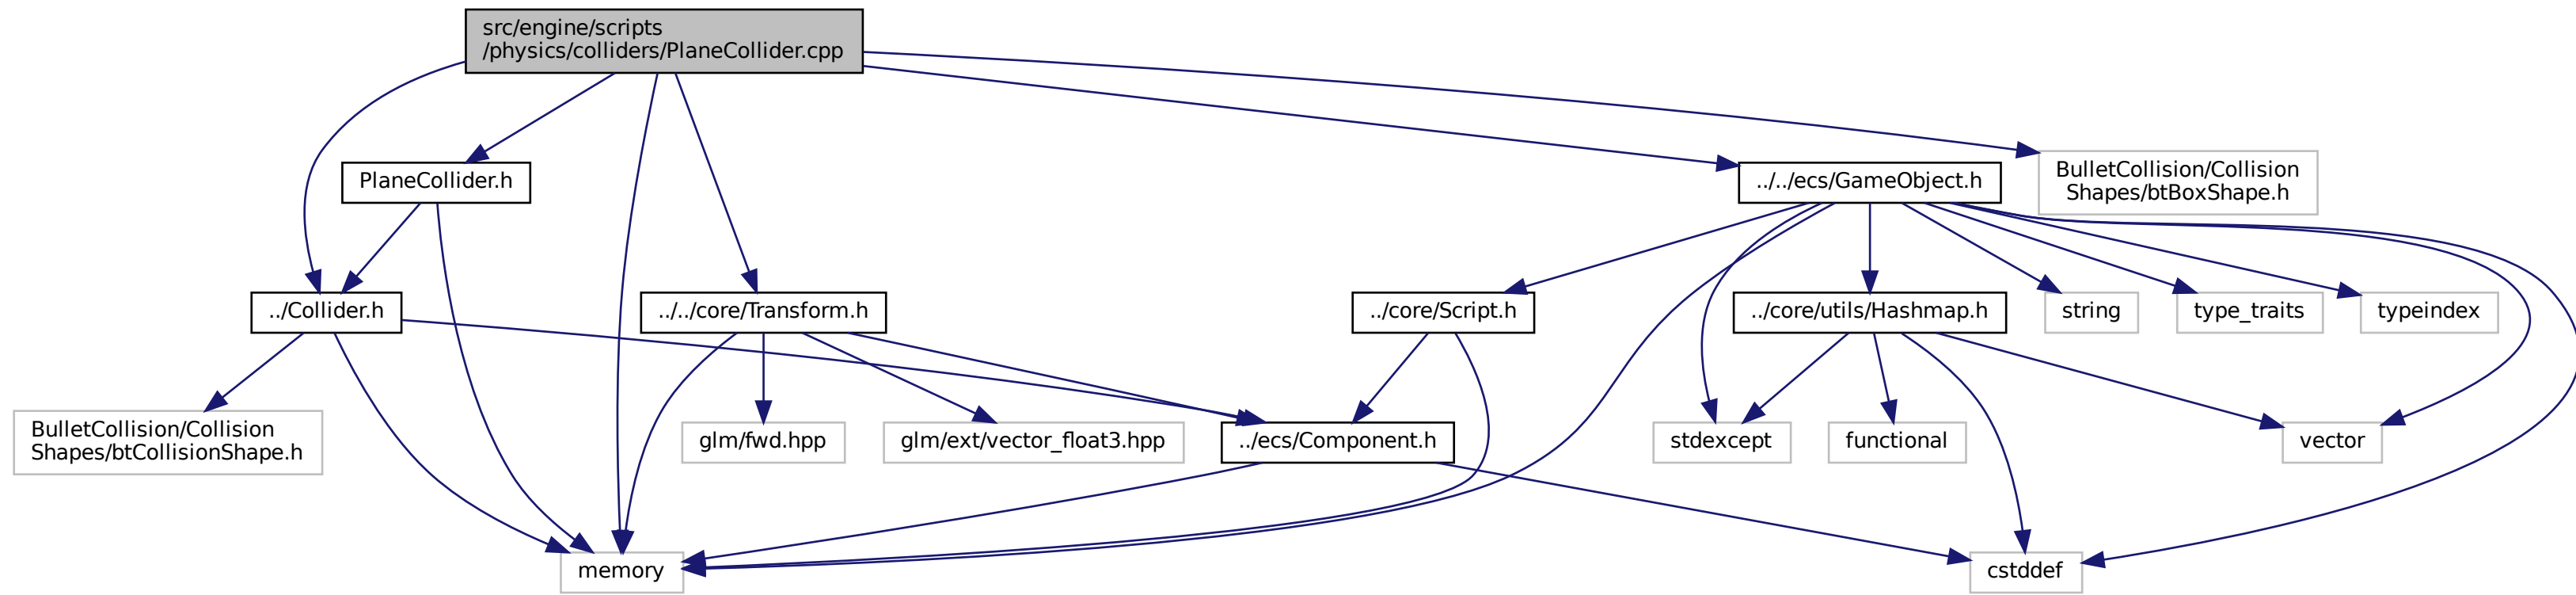 src/engine/scripts
/physics/colliders/PlaneCollider.cpp
BulletCollision/Collision
Shapes/btBoxShape.h
PlaneCollider.h
../../ecs/GameObject.h
../Collider.h
../../core/Transform.h
../core/Script.h
../core/utils/Hashmap.h
string
type_traits
typeindex
BulletCollision/Collision
Shapes/btCollisionShape.h
glm/fwd.hpp
glm/ext/vector_float3.hpp
../ecs/Component.h
stdexcept
functional
vector
memory
cstddef